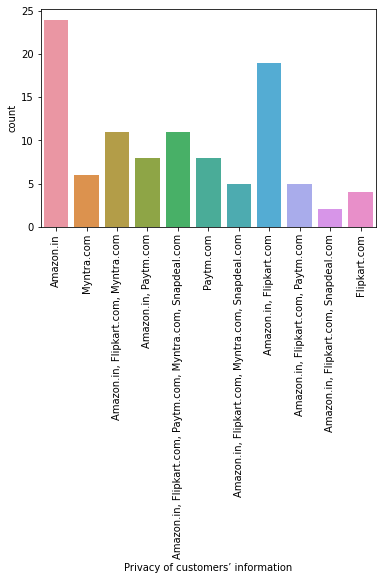 25
20
15
10
5
0
count
Amazon.in
Myntra.com
Amazon.in, Flipkart.com, Myntra.com
Amazon.in, Paytm.com
Amazon.in, Flipkart.com, Paytm.com, Myntra.com, Snapdeal.com
Paytm.com
Amazon.in, Flipkart.com, Myntra.com, Snapdeal.com
Amazon.in, Flipkart.com
Amazon.in, Flipkart.com, Paytm.com
Amazon.in, Flipkart.com, Snapdeal.com
Flipkart.com
Privacy of customers’ information